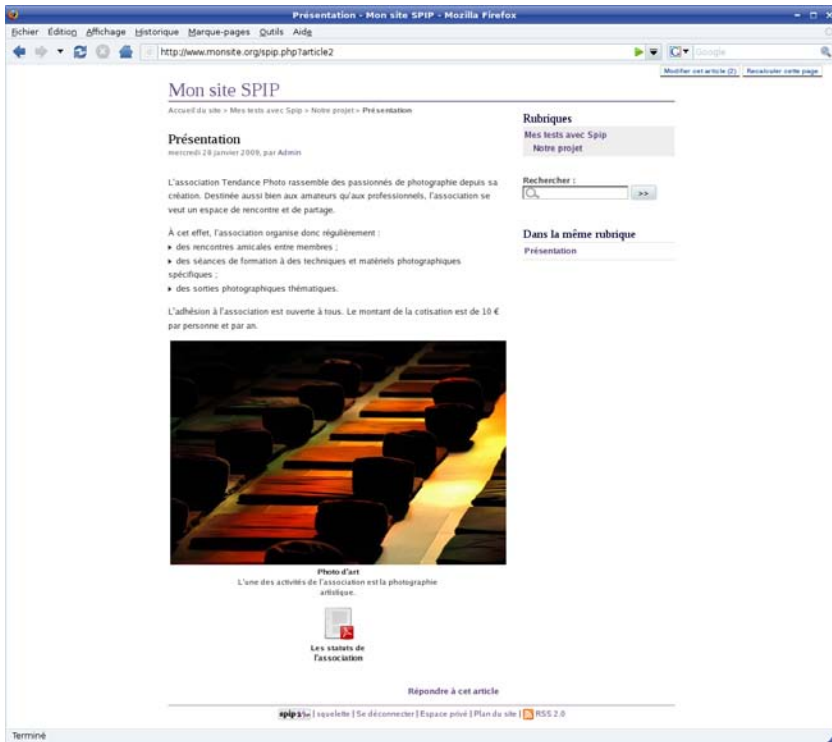 Présentation - Mon site SPIP - Mozilla Firefox
Fichier Édition Affichage Historique Marque-pages Outils Aide
http://www.monsite.org/spip.php?article2
Google
Modifier cet article (2) Recalculer cette page
Mon site SPIP
Accueil du site > Mes tests avec Spip > Notre projet > Présentation
Présentation
mercredi 28 janvier 2009, par Admin
L'association Tendance Photo rassemble des passionnés de photographie depuis sa
création. Destinée aussi bien aux amateurs qu'aux professionnels, l'association se
veut un espace de rencontre et de partage.
À cet effet, l'association organise donc régulièrement :
des rencontres amicales entre membres ;
des séances de formation à des techniques et matériels photographiques
spécifiques ;
des sorties photographiques thématiques.
L'adhésion à l'association est ouverte à tous. Le montant de la cotisation est de 10 €
par personne et par an.
Photo d'art
L'une des activités de l'association est la photographie
artistique.
Les statuts de
l'association
Répondre à cet article
Rubriques
Mes tests avec Spip
Notre projet
Rechercher :
>>
Dans la même rubrique
Présentation
spip | squelette | Se déconnecter | Espace privé | Plan du site | RSS 2.0
Terminé